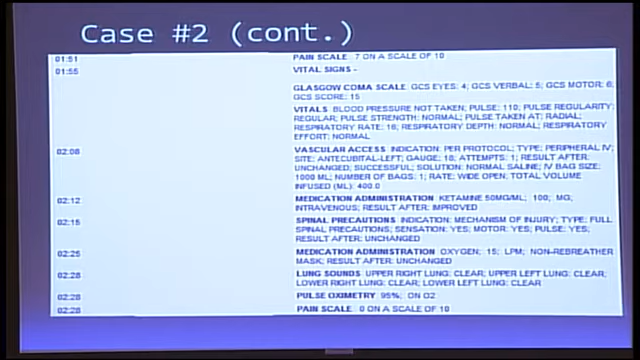 Case #2 (cont.)
01:51 PAIN SCALE 7 ON A SCALE OF 10
01:55 VITAL SIGNS -
GLASGOW COMA SCALE GCS EYES: 4; GCS VERBAL: 5; GCS MOTOR: 6;
GCS SCORE: 15
VITALS BLOOD PRESSURE NOT TAKEN; PULSE: 110; PULSE REGULARITY:
REGULAR; PULSE STRENGTH: NORMAL; PULSE TAKEN AT: RADIAL;
RESPIRATORY RATE: 16; RESPIRATORY DEPTH: NORMAL; RESPIRATORY
EFFORT: NORMAL
02:08 VASCULAR ACCESS INDICATION: PER PROTOCOL; TYPE: PERIPHERAL IV;
SITE: ANTECUBITAL-LEFT; GAUGE: 18; ATTEMPTS: 1; RESULT AFTER:
UNCHANGED; SUCCESSFUL; SOLUTION: NORMAL SALINE; IV BAG SIZE:
1000 ML; NUMBER OF BAGS: 1; RATE: WIDE OPEN; TOTAL VOLUME
INFUSED (ML): 400.0
02:12 MEDICATION ADMINISTRATION KETAMINE 50MG/ML; 100; MG;
INTRAVENOUS; RESULT AFTER: IMPROVED
02:15 SPINAL PRECAUTIONS INDICATION: MECHANISM OF INJURY; TYPE: FULL
SPINAL PRECAUTIONS; SENSATION: YES; MOTOR: YES; PULSE: YES;
RESULT AFTER: UNCHANGED
02:25 MEDICATION ADMINISTRATION OXYGEN; 15; LPM; NON-REBREATHER
MASK; RESULT AFTER: UNCHANGED
02:28 LUNG SOUNDS UPPER RIGHT LUNG: CLEAR; UPPER LEFT LUNG: CLEAR;
LOWER RIGHT LUNG: CLEAR; LOWER LEFT LUNG: CLEAR
02:28 PULSE OXIMETRY 95%; ON O2
02:28 PAIN SCALE 0 ON A SCALE OF 10